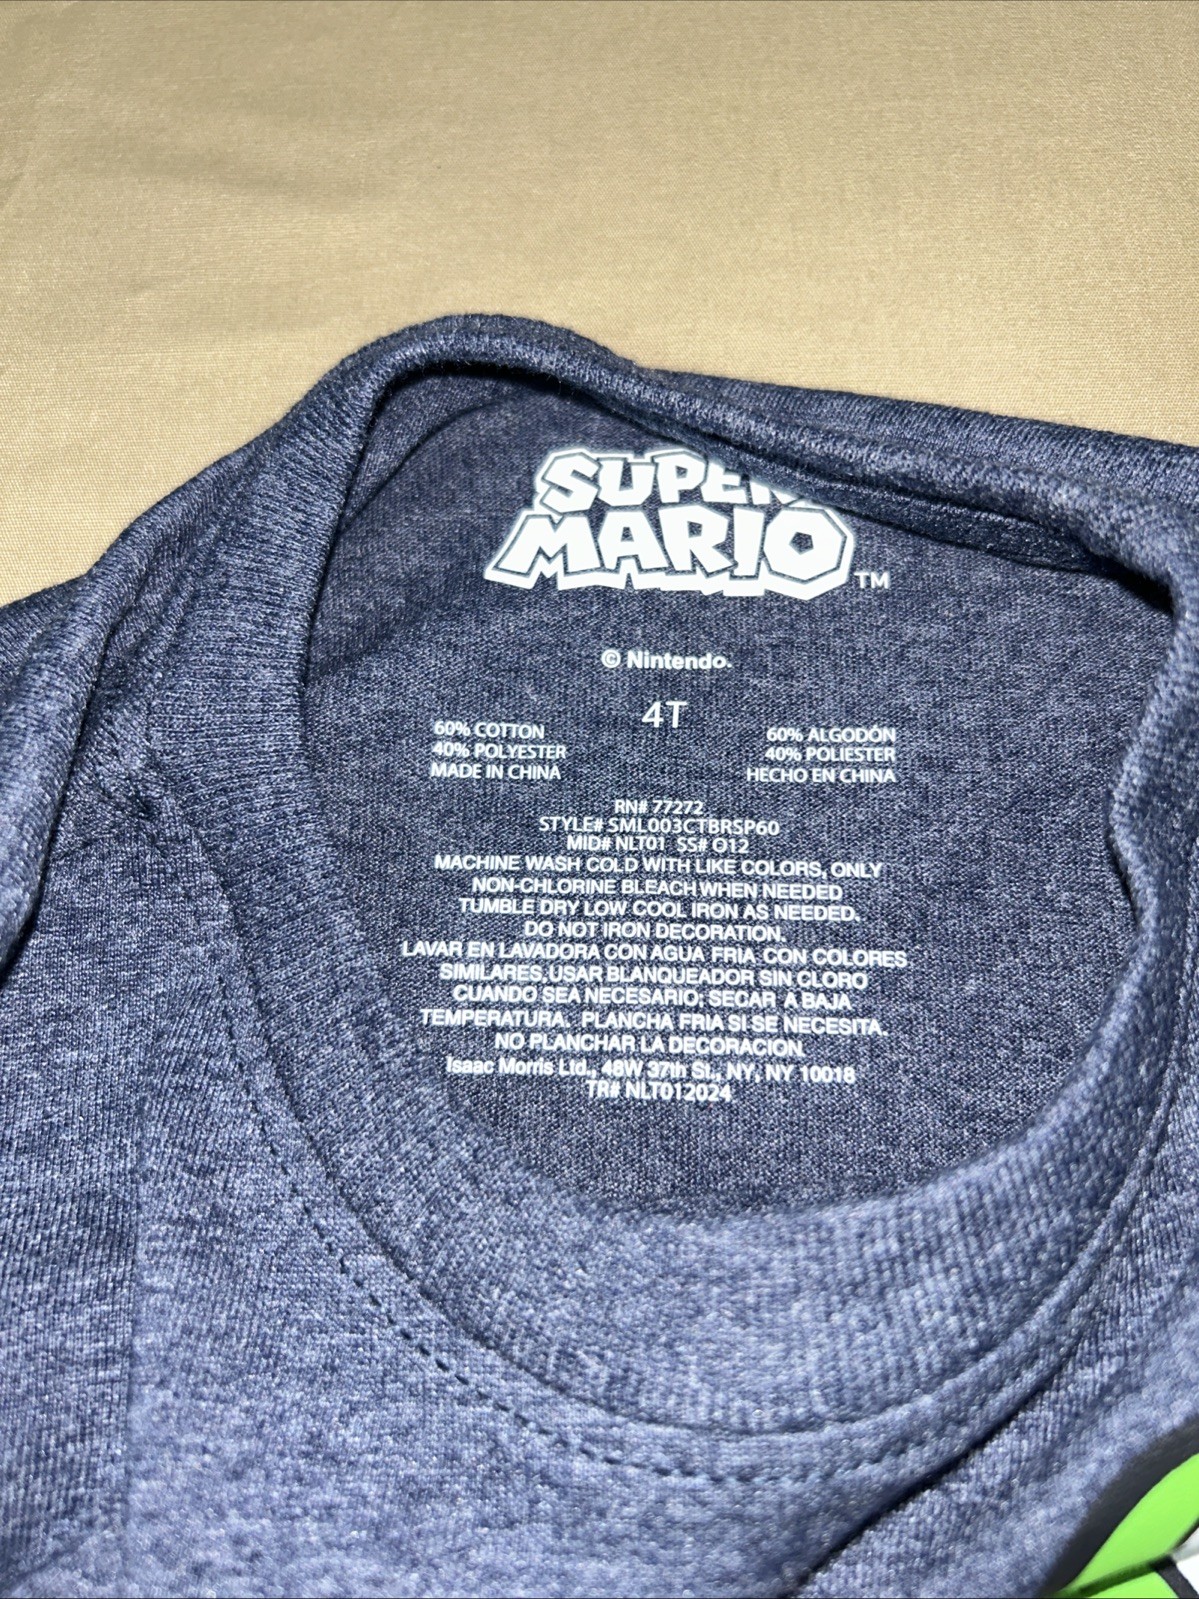 SUPER
MARIO™
© Nintendo.
4T
60% COTTON
40% POLYESTER
MADE IN CHINA
60% ALGODÓN
40% POLIESTER
HECHO EN CHINA
RN# 77272
STYLE# SML003CTBRSP60
MID# NLT01 SS# O12
MACHINE WASH COLD WITH LIKE COLORS, ONLY
NON-CHLORINE BLEACH WHEN NEEDED
TUMBLE DRY LOW COOL IRON AS NEEDED.
DO NOT IRON DECORATION.
LAVAR EN LAVADORA CON AGUA FRIA CON COLORES
SIMILARES. USAR BLANQUEADOR SIN CLORO
CUANDO SEA NECESARIO; SECAR A BAJA
TEMPERATURA. PLANCHA FRIA SI SE NECESITA.
NO PLANCHAR LA DECORACION.
Isaac Morris Ltd., 48W 37th St., NY, NY 10018
TR# NLT012024